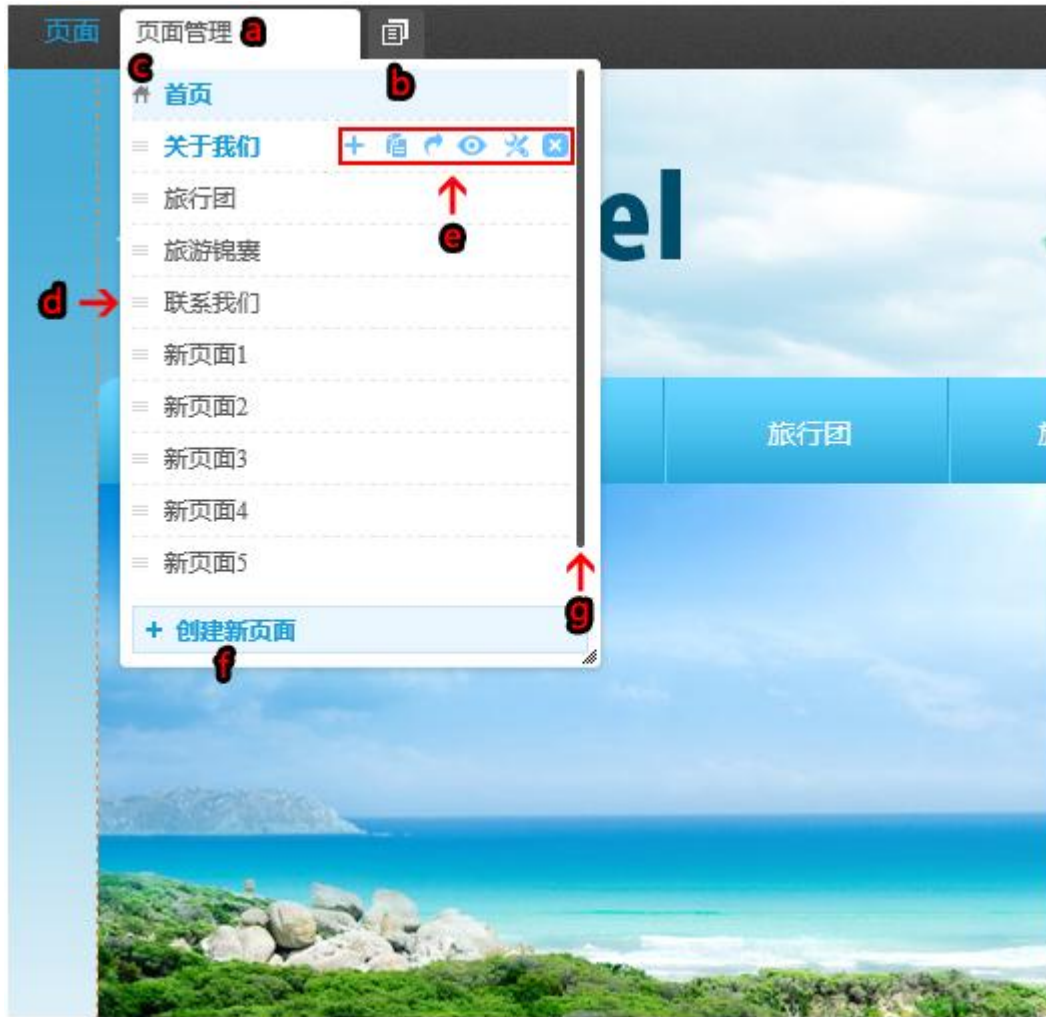 页面 页面管理 a
b
c
首页
关于我们
旅行团
e
旅游锦囊
d 联系我们
新页面1
新页面2
新页面3
新页面4
新页面5
g
+ 创建新页面
f
el
旅行团